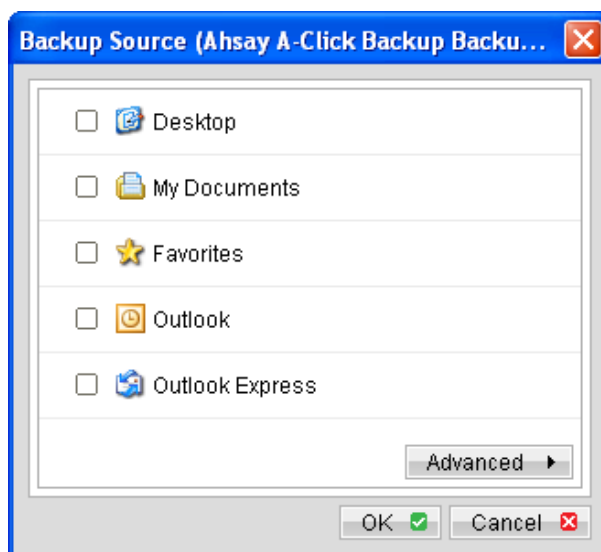 Backup Source (Ahsay A-Click Backup Backu...
Desktop
My Documents
Favorites
Outlook
Outlook Express
Advanced
OK Cancel